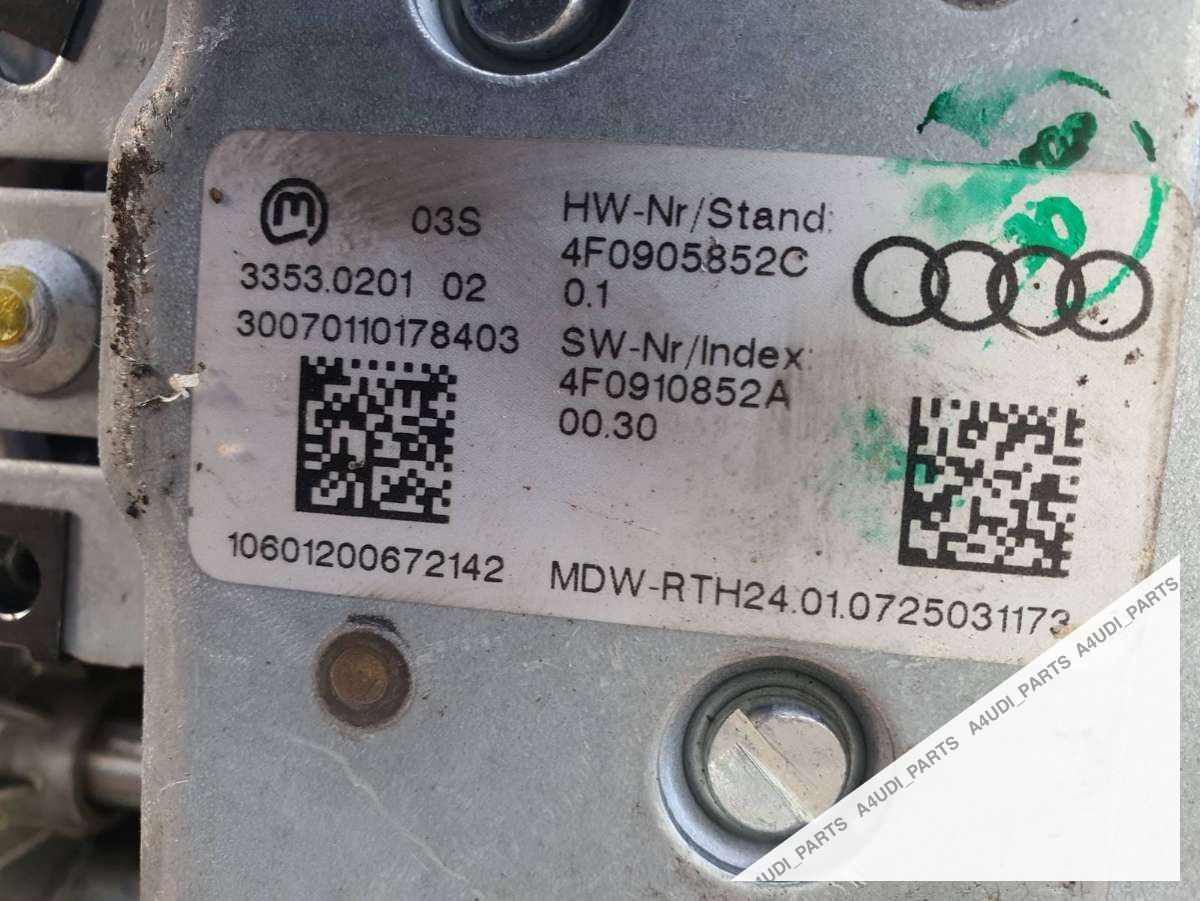 m 03S
3353.0201 02
30070110178403
10601200672142
HW-Nr/Stand:
4F0905852C
0.1
SW-Nr/Index:
4F0910852A
00.30
MDW-RTH24.01.0725031173
A4UDI_PARTS A4UDI_PARTS A4UDI_PARTS A4UDI_PARTS